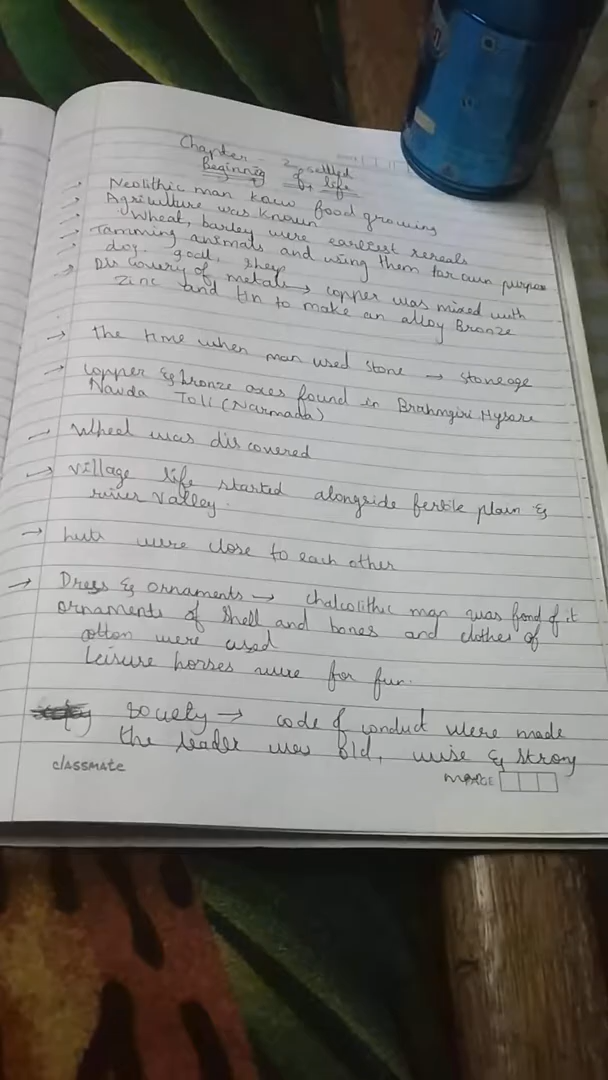 Chapter 2 settled
Beginning of life
→ Neolithic man know food growing
→ Agriculture was known
→ Wheat, barley were earliest rereals
→ Tamming animals and using them for own purpose
→ dog. goat, shep
→ Discovery of metals → copper was mixed with
zinc and tin to make an alloy Bronze
→ the time when man used stone → stoneage
→ copper & bronze axes found in Brahmgiri Mysore
Navda Toli (Narmada)
→ Wheel was discovered
→ village life started alongside fertile plain &
river valley.
→ huts were close to each other
→ Dress & ornaments → chalcolithic man was fond of it
ornaments of shell and bones and clothes of
cotton were used
Leisure horses were for fun.
society → code of conduct were made
the leader was old, wise & strong
classmate
PAGE